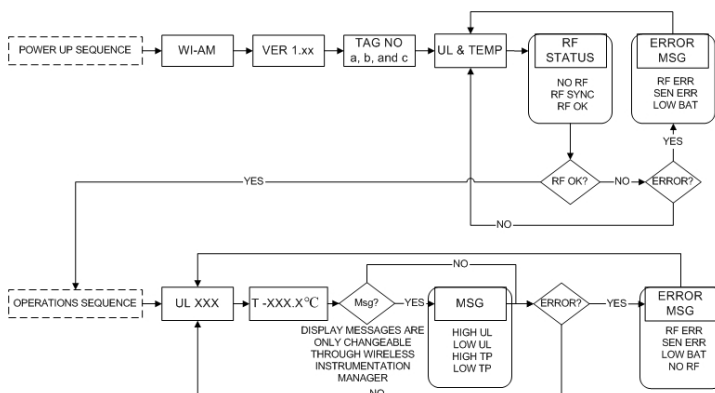 POWER UP SEQUENCE
WI-AM
VER 1.xx
TAG NO
a, b, and c
UL & TEMP
RF
STATUS
NO RF
RF SYNC
RF OK
ERROR
MSG
RF ERR
SEN ERR
LOW BAT
YES
YES
RF OK?
NO
ERROR?
NO
OPERATIONS SEQUENCE
UL XXX
T -XXX.X°C
Msg?
NO
YES
MSG
HIGH UL
LOW UL
HIGH TP
LOW TP
ERROR?
YES
ERROR
MSG
RF ERR
SEN ERR
LOW BAT
NO RF
DISPLAY MESSAGES ARE
ONLY CHANGEABLE
THROUGH WIRELESS
INSTRUMENTATION
MANAGER
NO